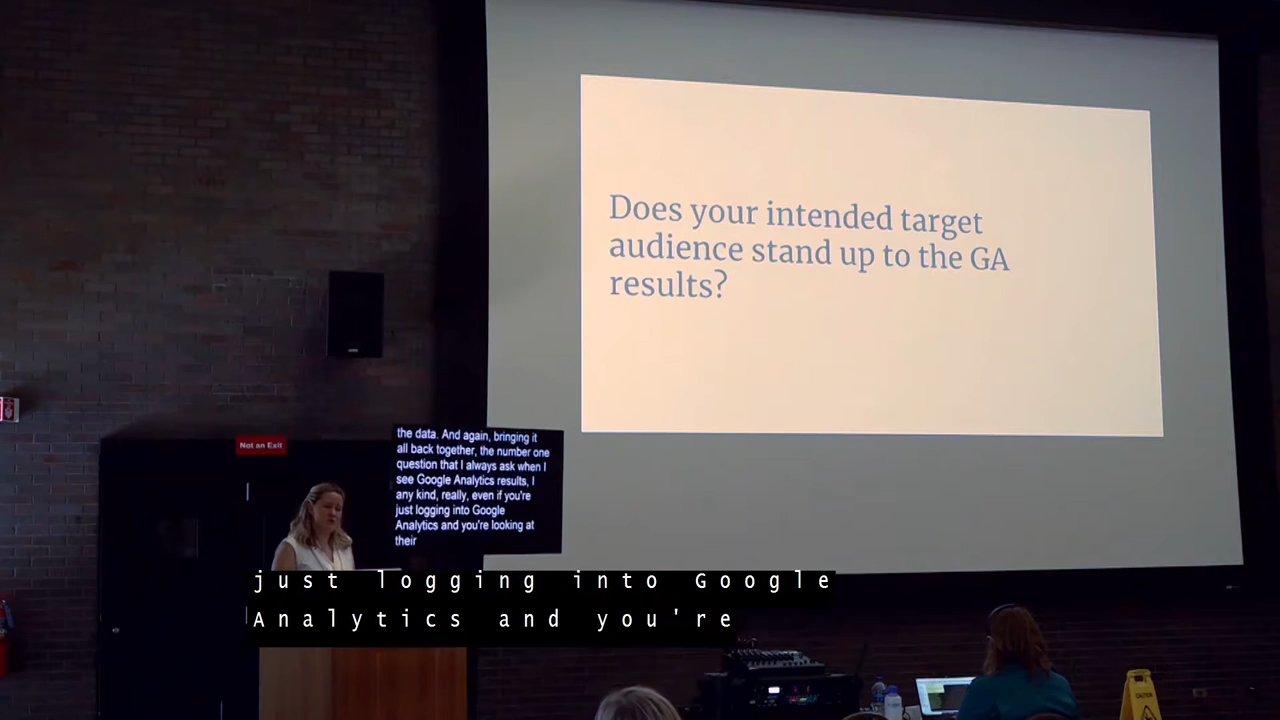 Does your intended target
audience stand up to the GA
results?
Not an Exit
the data. And again, bringing it
all back together, the number one
question that I always ask when I
see Google Analytics results, I
any kind, really, even if you're
just logging into Google
Analytics and you're looking at
their
just logging into Google
Analytics and you're
CAUTION